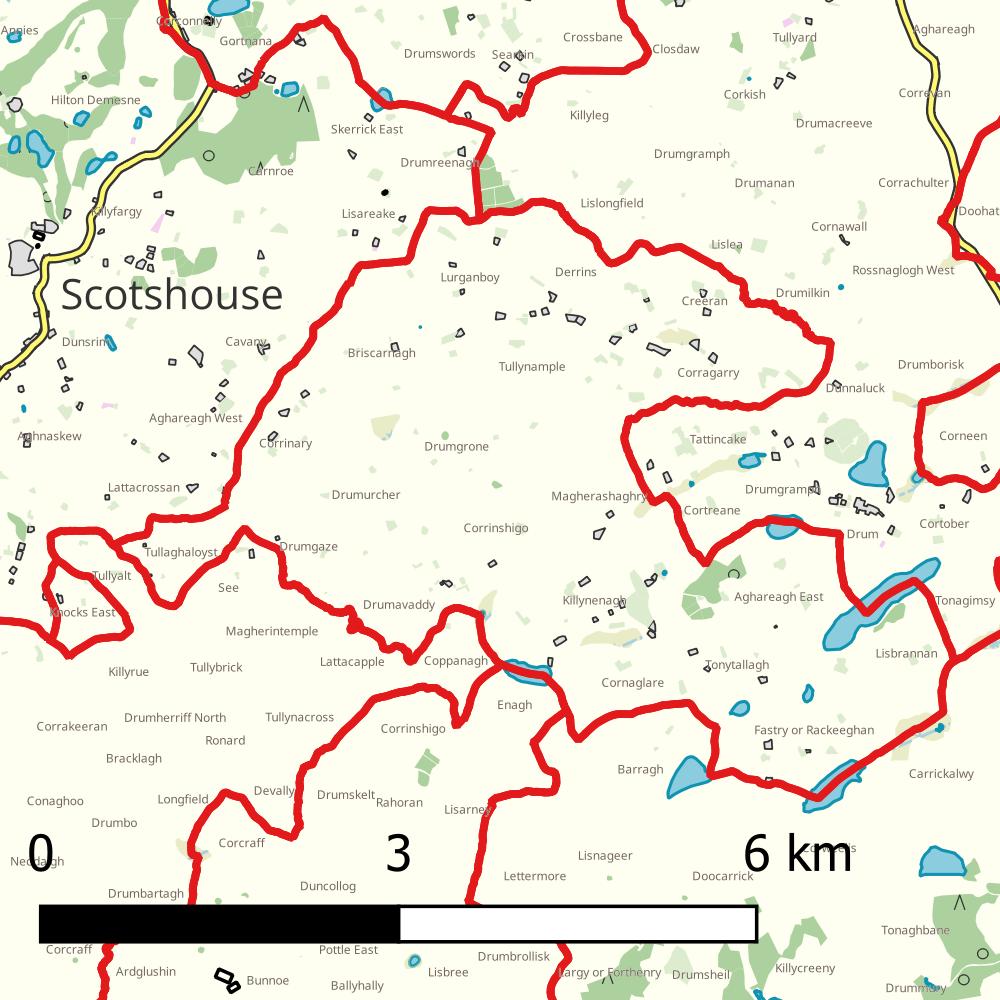 Corconnelly
Annies
Gortnana
Drumswords
Crossbane
Tullyard
Aghareagh
Closdaw
Corkish
Correvan
Hilton Demesne
Skerrick East
Killyleg
Drumacreeve
Drumreenagh
Drumgramph
Carnroe
Drumanan
Corrachulter
Killyfargy
Lisareake
Lislongfield
Cornawall
Lislea
Rossnaglogh West
Lurganboy
Derrins
Scotshouse
Creeran
Drumilkin
Cavany
Briscarnagh
Tullynample
Corragarry
Drumborisk
Dunnaluck
Aghareagh West
Aghnaskew
Corrinary
Drumgrone
Tattincake
Corneen
Lattacrossan
Drumurcher
Magherashaghry
Drumgramph
Corrinshigo
Cortreane
Cortober
Drum
Tullaghaloyst
Drumgaze
Tullyalt
See
Knocks East
Drumavaddy
Killynenagh
Aghareagh East
Tonagimsy
Magherintemple
Lattacapple
Coppanagh
Lisbrannan
Killyrue
Tullybrick
Tonytallagh
Cornaglare
Enagh
Corrakeeran
Drumherriff North
Tullynacross
Corrinshigo
Fastry or Rackeeghan
Ronard
Bracklagh
Barragh
Carrickalwy
Conaghoo
Longfield
Devally
Drumskelt
Rahoran
Lisarney
Drumbo
Corcraff
0 3 6 km
Lisnageer
Lettermore
Doocarrick
Drumbartagh
Duncollog
Tonaghbane
Corcraff
Pottle East
Drumbrollisk
Ardglushin
Bunnoe
Ballyhally
Lisbree
Largy or Forthenry
Drumsheil
Killycreeny
Drummury